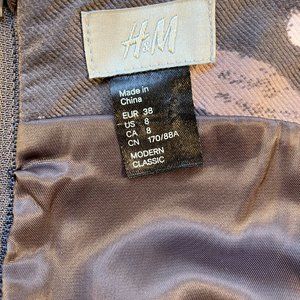 H&M
Made in
China
EUR 38
US 8
CA 8
CN 170/88A
MODERN
CLASSIC